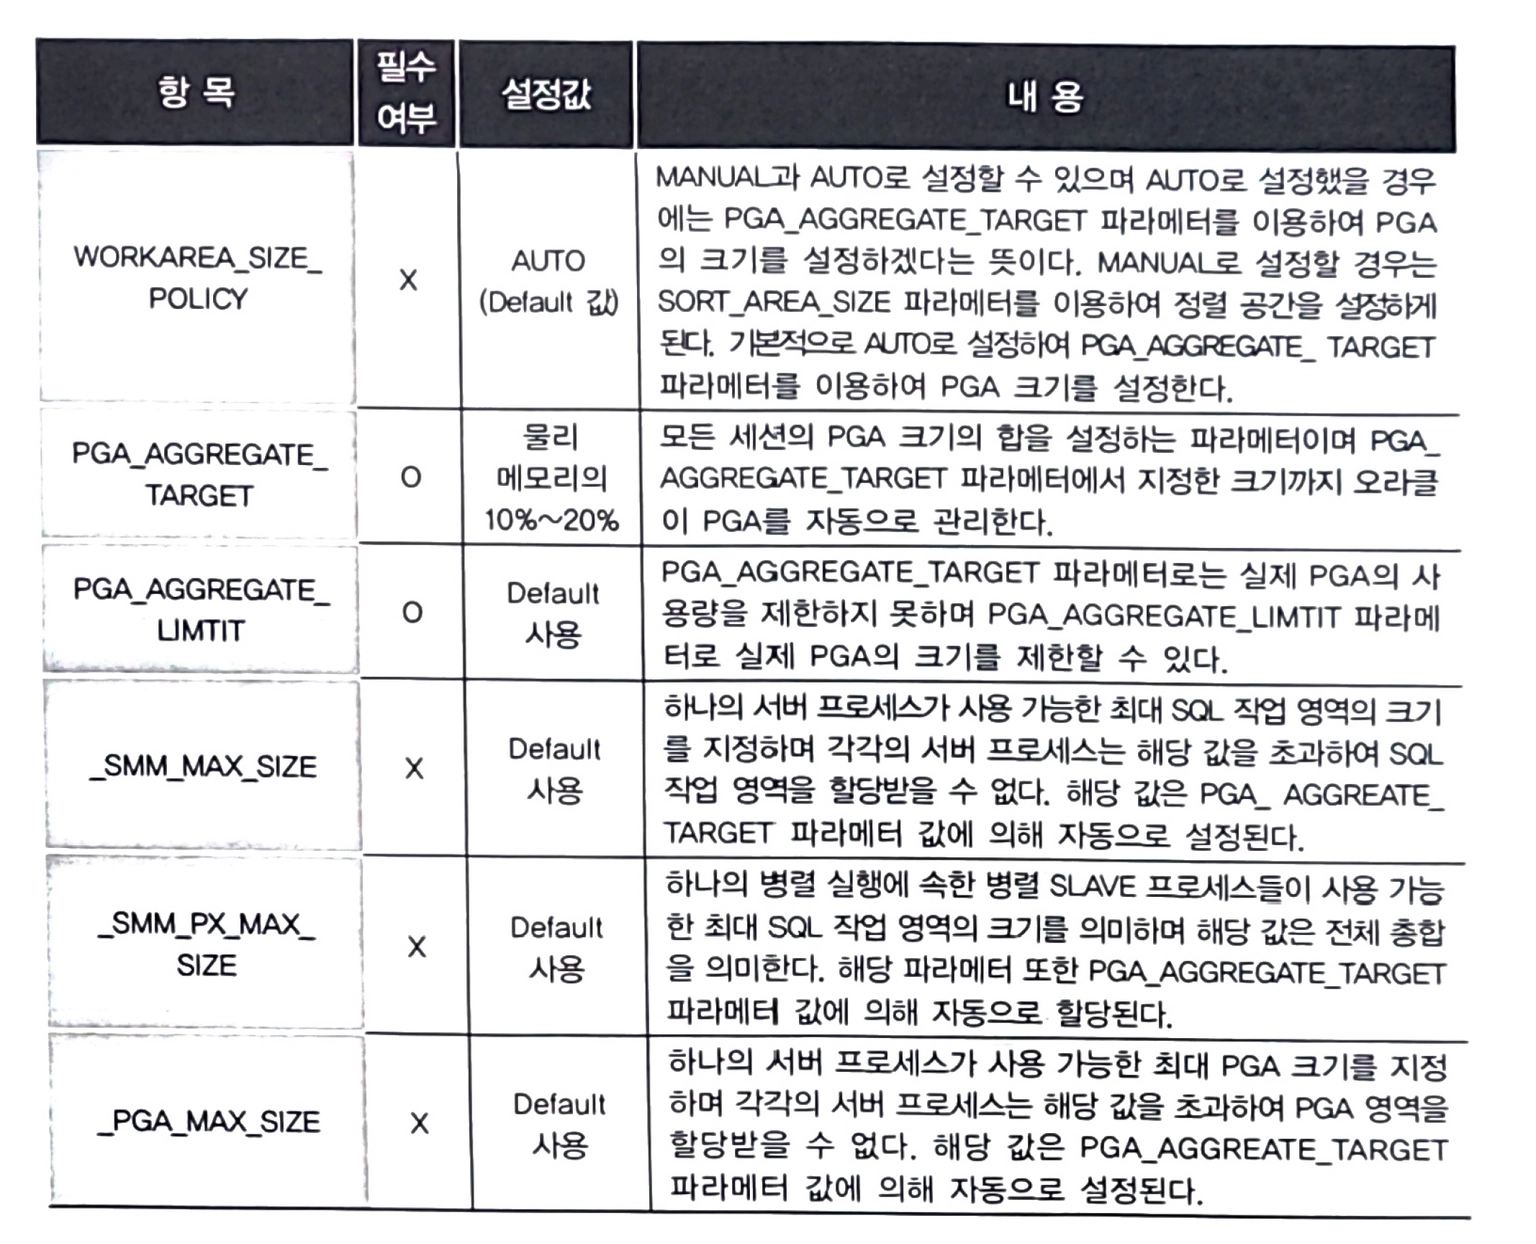 항 목
필수
여부
설정값
내 용
WORKAREA_SIZE_
POLICY
X
AUTO
(Default 값)
MANUAL과 AUTO로 설정할 수 있으며 AUTO로 설정했을 경우
에는 PGA_AGGREGATE_TARGET 파라메터를 이용하여 PGA
의 크기를 설정하겠다는 뜻이다. MANUAL로 설정할 경우는
SORT_AREA_SIZE 파라메터를 이용하여 정렬 공간을 설정하게
된다. 기본적으로 AUTO로 설정하여 PGA_AGGREGATE_ TARGET
파라메터를 이용하여 PGA 크기를 설정한다.
PGA_AGGREGATE_
TARGET
O
물리
메모리의
10%~20%
모든 세션의 PGA 크기의 합을 설정하는 파라메터이며 PGA_
AGGREGATE_TARGET 파라메터에서 지정한 크기까지 오라클
이 PGA를 자동으로 관리한다.
PGA_AGGREGATE_
LIMTIT
O
Default
사용
PGA_AGGREGATE_TARGET 파라메터로는 실제 PGA의 사
용량을 제한하지 못하며 PGA_AGGREGATE_LIMTIT 파라메
터로 실제 PGA의 크기를 제한할 수 있다.
_SMM_MAX_SIZE
X
Default
사용
하나의 서버 프로세스가 사용 가능한 최대 SQL 작업 영역의 크기
를 지정하며 각각의 서버 프로세스는 해당 값을 초과하여 SQL
작업 영역을 할당받을 수 없다. 해당 값은 PGA_ AGGREATE_
TARGET 파라메터 값에 의해 자동으로 설정된다.
_SMM_PX_MAX_
SIZE
X
Default
사용
하나의 병렬 실행에 속한 병렬 SLAVE 프로세스들이 사용 가능
한 최대 SQL 작업 영역의 크기를 의미하며 해당 값은 전체 총합
을 의미한다. 해당 파라메터 또한 PGA_AGGREGATE_TARGET
파라메터 값에 의해 자동으로 할당된다.
_PGA_MAX_SIZE
X
Default
사용
하나의 서버 프로세스가 사용 가능한 최대 PGA 크기를 지정
하며 각각의 서버 프로세스는 해당 값을 초과하여 PGA 영역을
할당받을 수 없다. 해당 값은 PGA_AGGREATE_TARGET
파라메터 값에 의해 자동으로 설정된다.